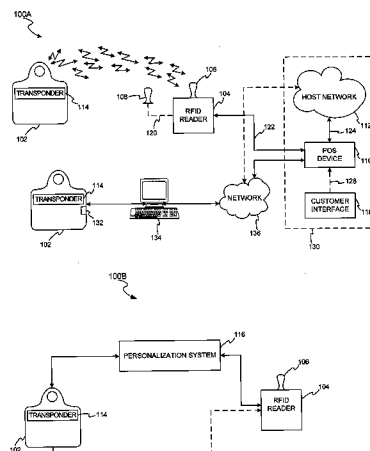 100A
TRANSPONDER
114
102
108
106
104
RFID
READER
120
122
HOST NETWORK
112
124
POS
DEVICE
110
128
CUSTOMER
INTERFACE
118
130
TRANSPONDER
114
132
102
134
NETWORK
136
100B
116
PERSONALIZATION SYSTEM
106
RFID
READER
104
TRANSPONDER
114
102